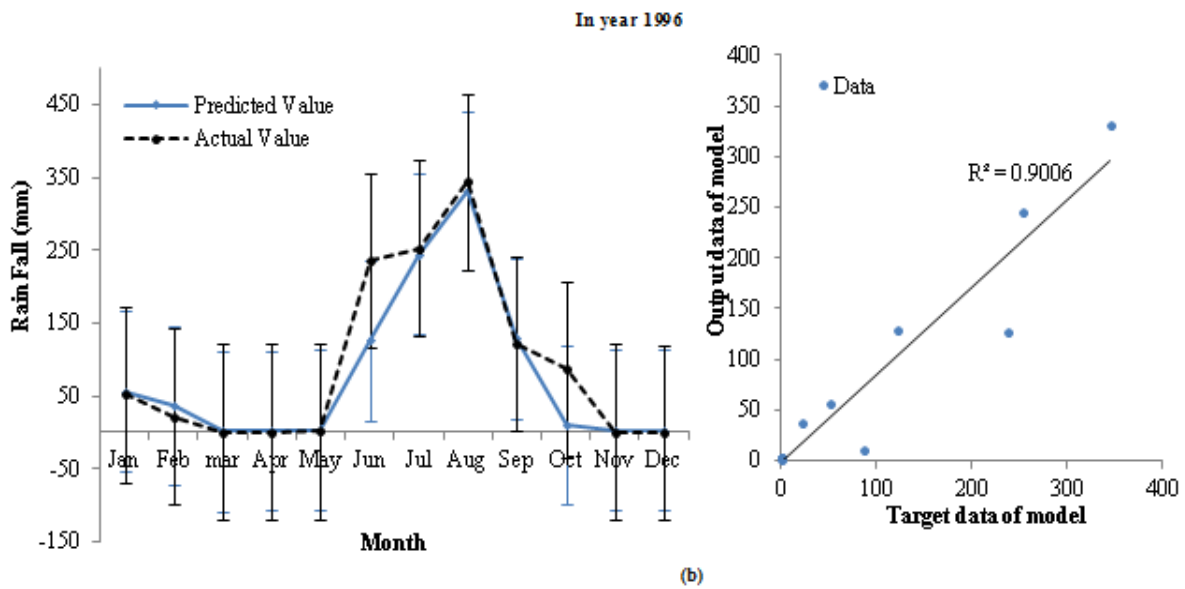 In year 1996
450
350
250
150
50
-50
-150
Rain Fall (mm)
Predicted Value
Actual Value
Jan Feb mar Apr May Jun Jul Aug Sep Oct Nov Dec
Month
400
350
300
250
200
150
100
50
0
Output data of model
Data
R² = 0.9006
0 100 200 300 400
Target data of model
(b)